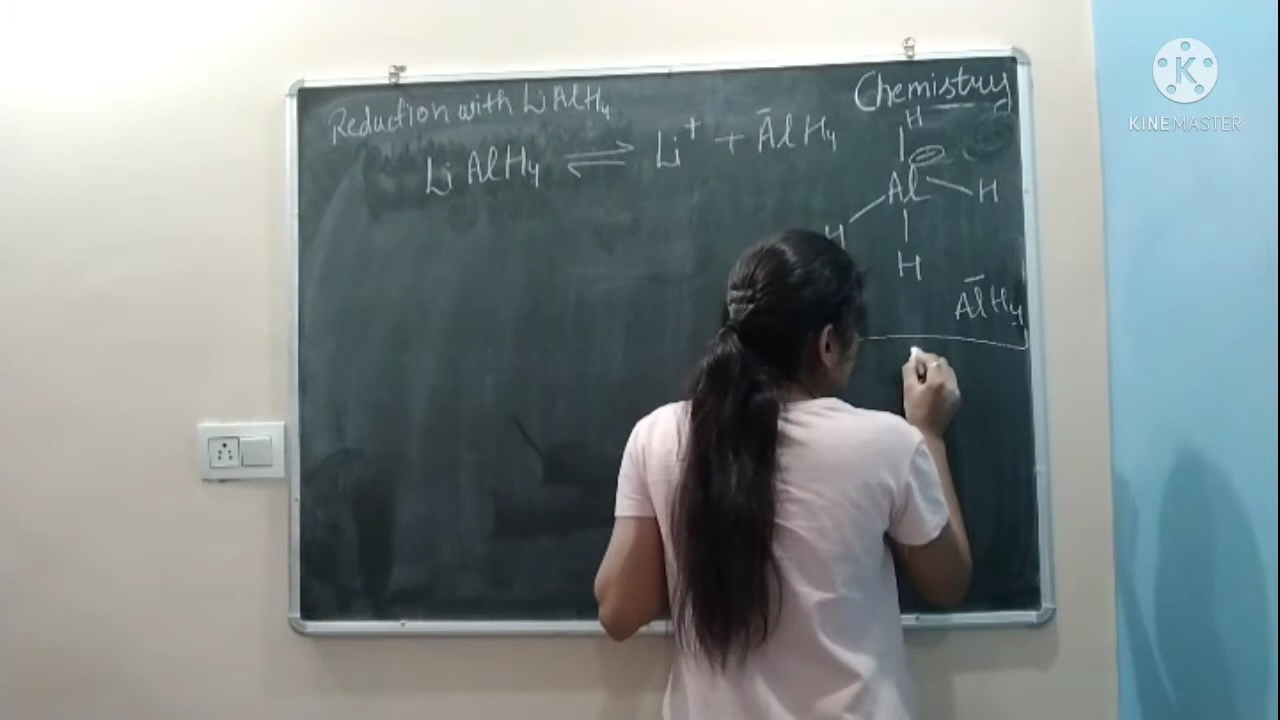 Chemistry
Reduction with LiAlH₄
LiAlH₄ ⇌ Li⁺ + ĀlH₄
H
⊖
Al
H
H
H
ĀlH₄
K
KINEMASTER